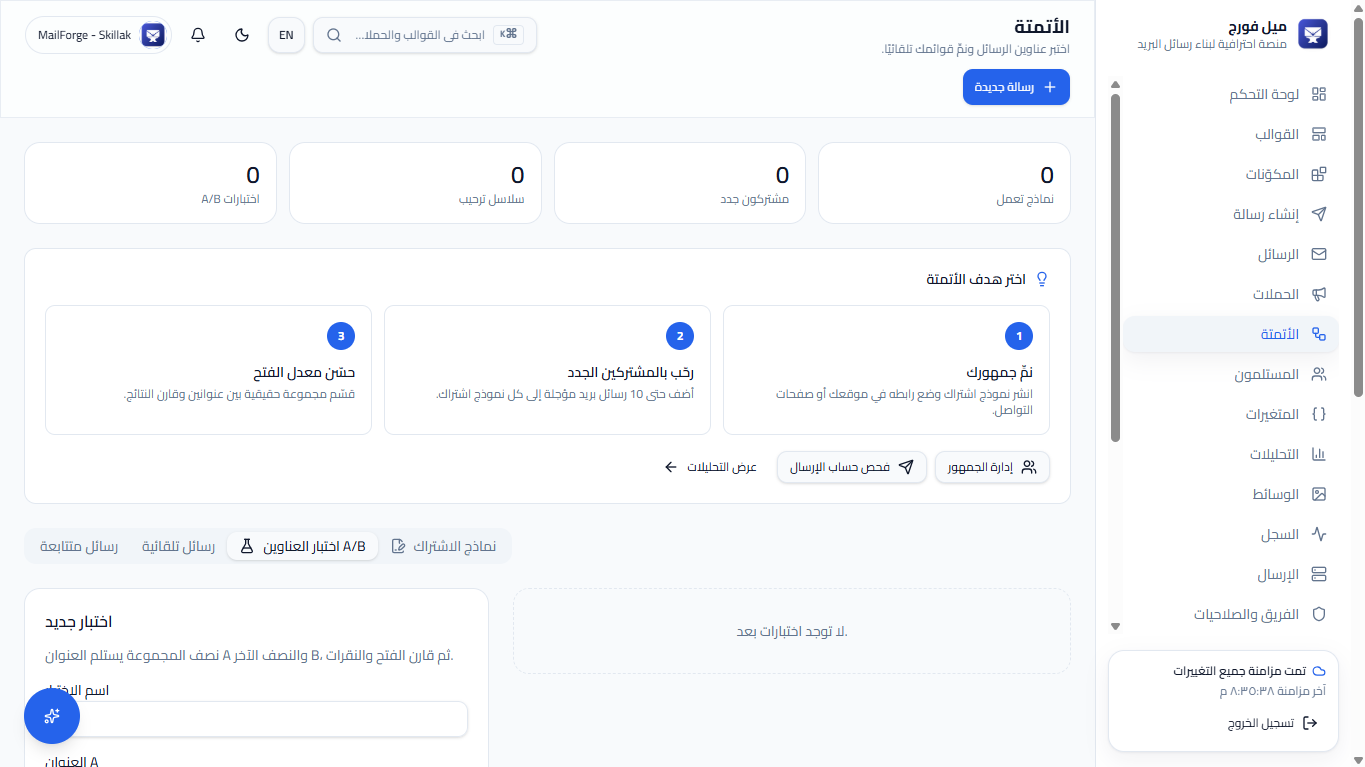 ميل فورج
منصة احترافية لبناء رسائل البريد
لوحة التحكم
القوالب
المكوّنات
إنشاء رسالة
الرسائل
الحملات
الأتمتة
المستلمون
المتغيرات
التحليلات
الوسائط
السجل
الإرسال
الفريق والصلاحيات
تمت مزامنة جميع التغييرات
آخر مزامنة ٨:٣٥:٣٨ م
تسجيل الخروج
الأتمتة
اختبر عناوين الرسائل ونمِّ قوائمك تلقائيًا.
رسالة جديدة
ابحث في القوالب والحملا...
⌘K
EN
MailForge - Skillak
0
نماذج تعمل
0
مشتركون جدد
0
سلاسل ترحيب
0
اختبارات A/B
اختر هدف الأتمتة
1
نمِّ جمهورك
انشر نموذج اشتراك وضع رابطه في موقعك أو صفحات
التواصل.
2
رحّب بالمشتركين الجدد
أضف حتى 10 رسائل بريد مؤجلة إلى كل نموذج اشتراك.
3
حسّن معدل الفتح
قسّم مجموعة حقيقية بين عنوانين وقارن النتائج.
إدارة الجمهور
فحص حساب الإرسال
عرض التحليلات
نماذج الاشتراك
اختبار العناوين A/B
رسائل تلقائية
رسائل متتابعة
لا توجد اختبارات بعد.
اختبار جديد
نصف المجموعة يستلم العنوان A والنصف الآخر B، ثم قارن الفتح والنقرات.
اسم الاختبار
العنوان A